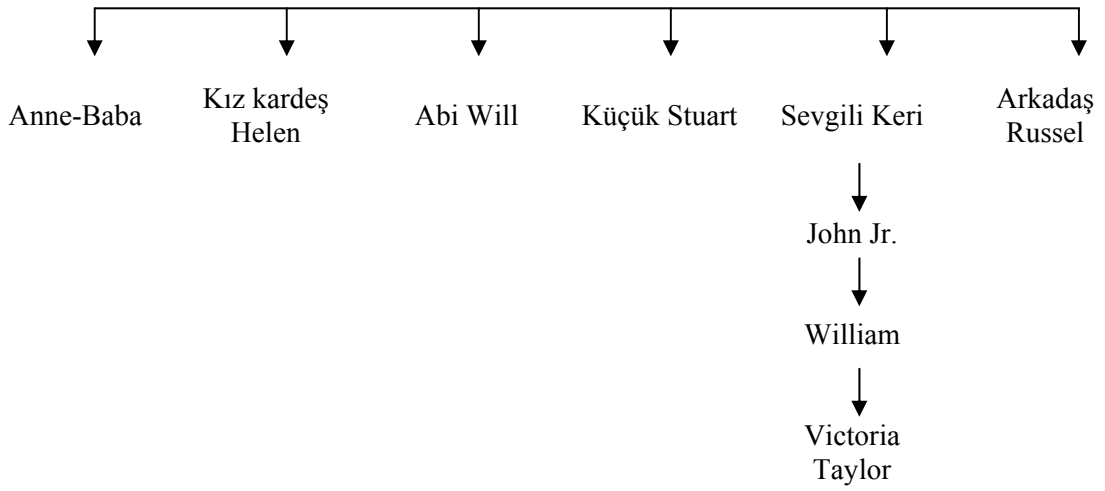 Anne-Baba
Kız kardeş
Helen
Abi Will
Küçük Stuart
Sevgili Keri
Arkadaş
Russel
John Jr.
William
Victoria
Taylor